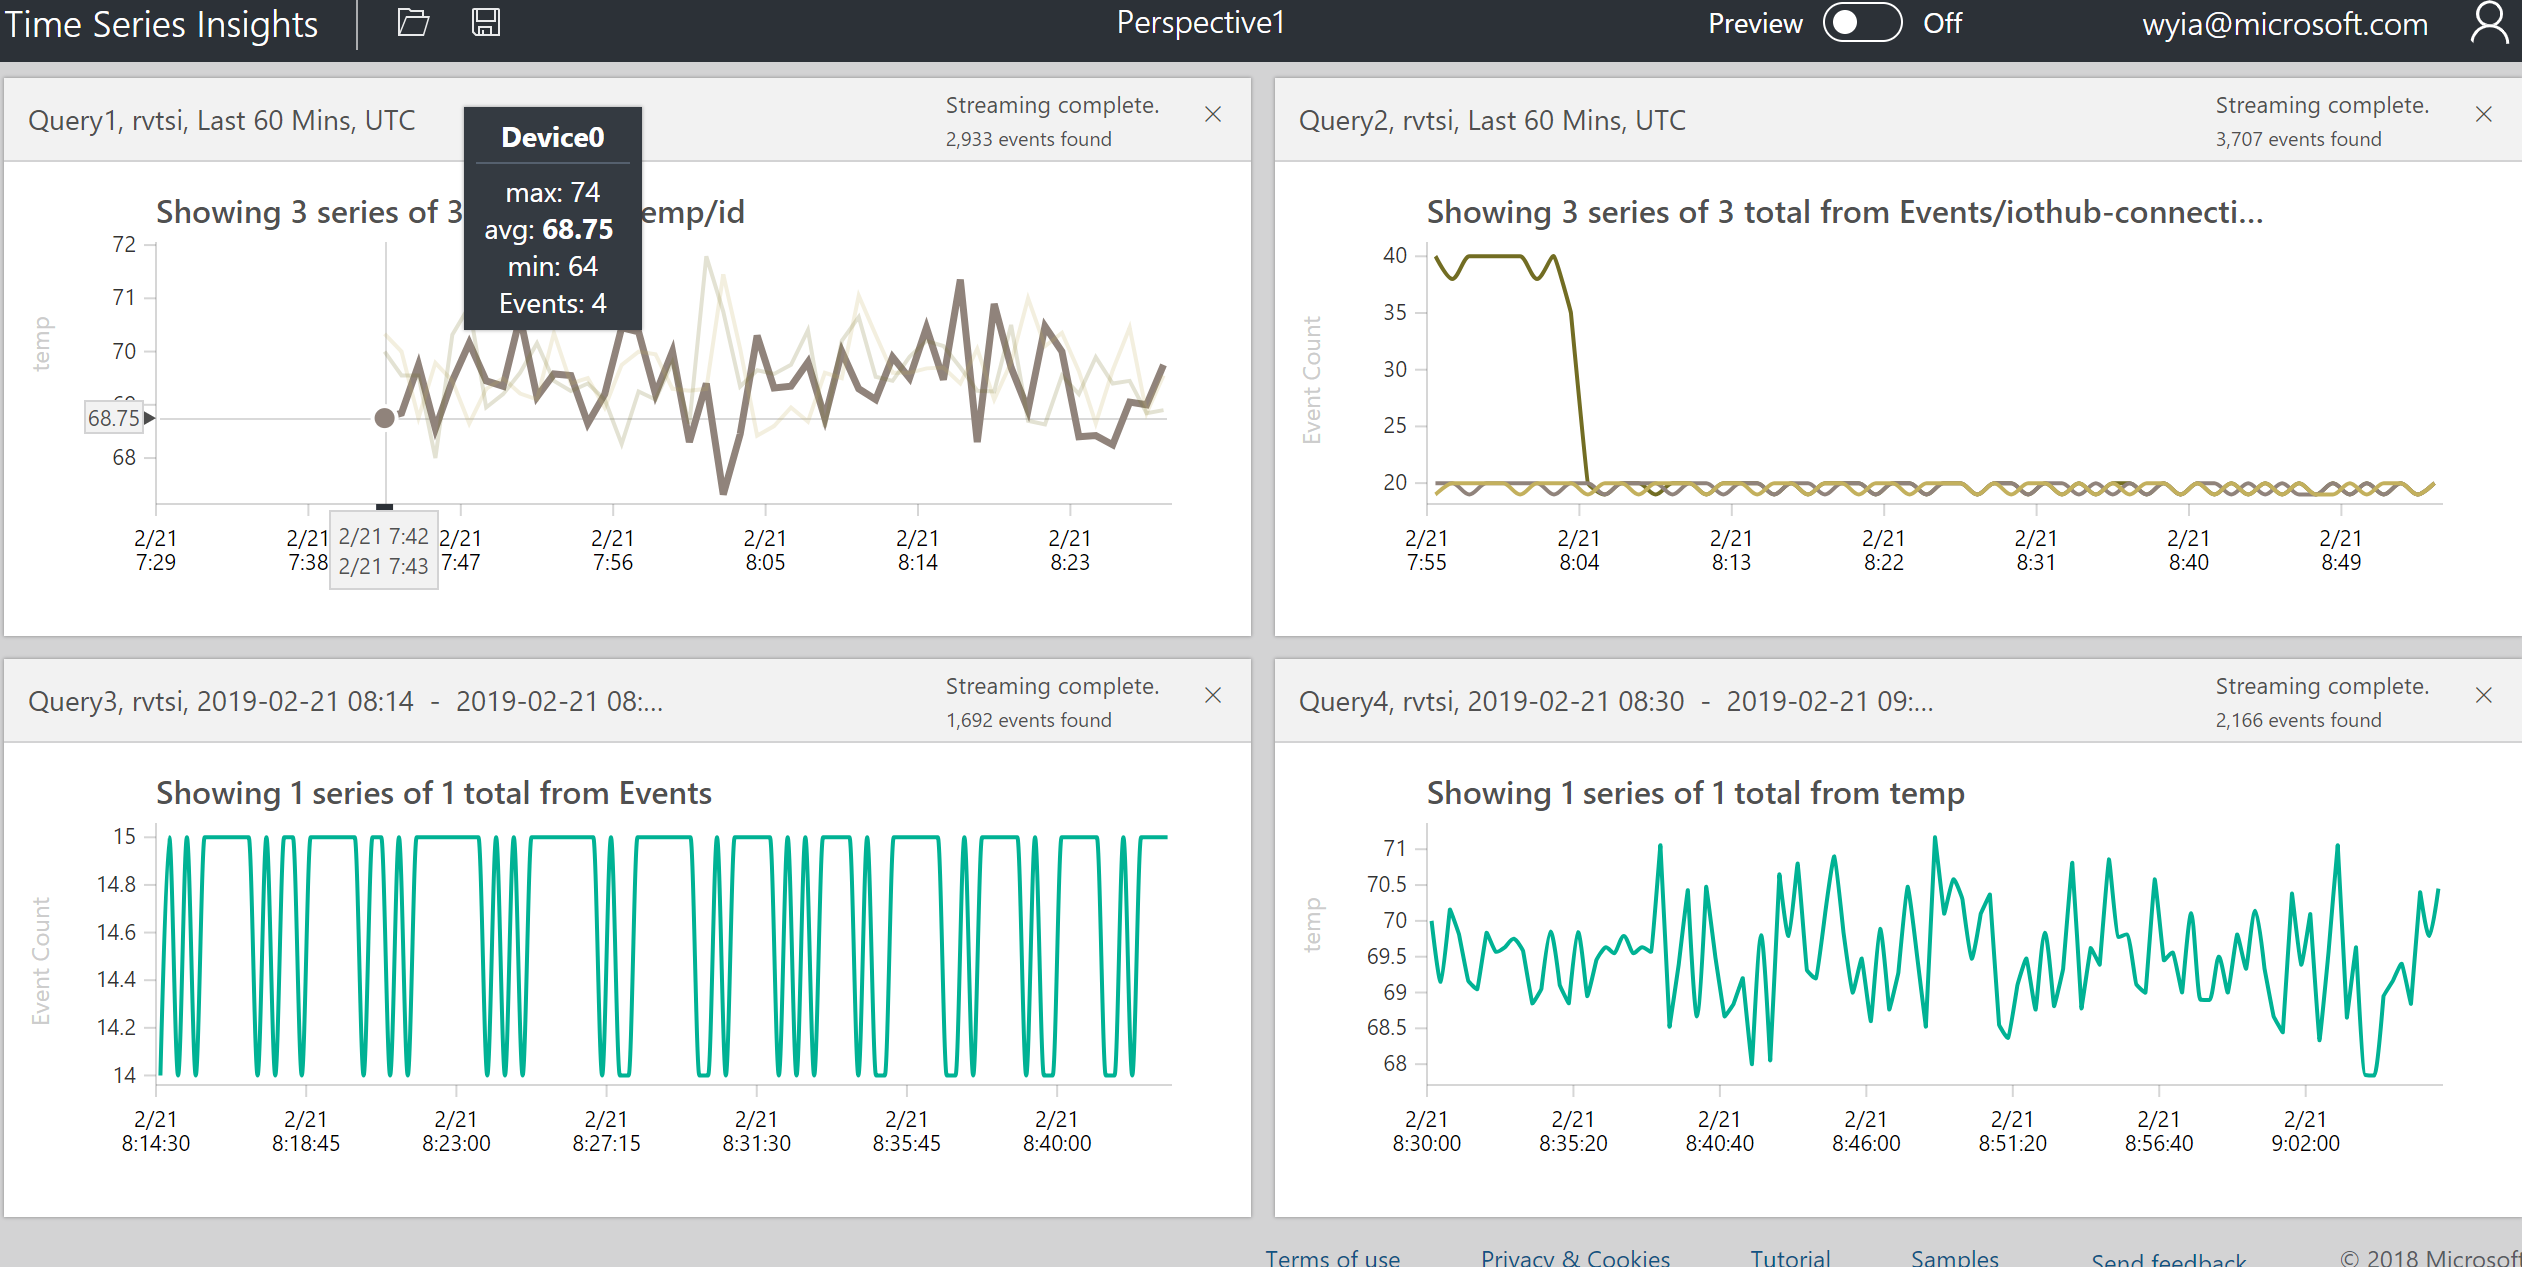 Time Series Insights
Perspective1
Preview Off
wyia@microsoft.com
Query1, rvtsi, Last 60 Mins, UTC
Streaming complete.
2,933 events found
Showing 3 series of 3 emp/id
Device0
max: 74
avg: 68.75
min: 64
Events: 4
temp
72
71
70
68.75
68
2/21 7:29
2/21 7:38
2/21 7:42
2/21 7:43
2/21 7:47
2/21 7:56
2/21 8:05
2/21 8:14
2/21 8:23
Query2, rvtsi, Last 60 Mins, UTC
Streaming complete.
3,707 events found
Showing 3 series of 3 total from Events/iothub-connecti...
Event Count
40
35
30
25
20
2/21 7:55
2/21 8:04
2/21 8:13
2/21 8:22
2/21 8:31
2/21 8:40
2/21 8:49
Query3, rvtsi, 2019-02-21 08:14 - 2019-02-21 08:...
Streaming complete.
1,692 events found
Showing 1 series of 1 total from Events
Event Count
15
14.8
14.6
14.4
14.2
14
2/21 8:14:30
2/21 8:18:45
2/21 8:23:00
2/21 8:27:15
2/21 8:31:30
2/21 8:35:45
2/21 8:40:00
Query4, rvtsi, 2019-02-21 08:30 - 2019-02-21 09:...
Streaming complete.
2,166 events found
Showing 1 series of 1 total from temp
temp
71
70.5
70
69.5
69
68.5
68
2/21 8:30:00
2/21 8:35:20
2/21 8:40:40
2/21 8:46:00
2/21 8:51:20
2/21 8:56:40
2/21 9:02:00
Terms of use
Privacy & Cookies
Tutorial
Samples
Send feedback
© 2018 Microsoft